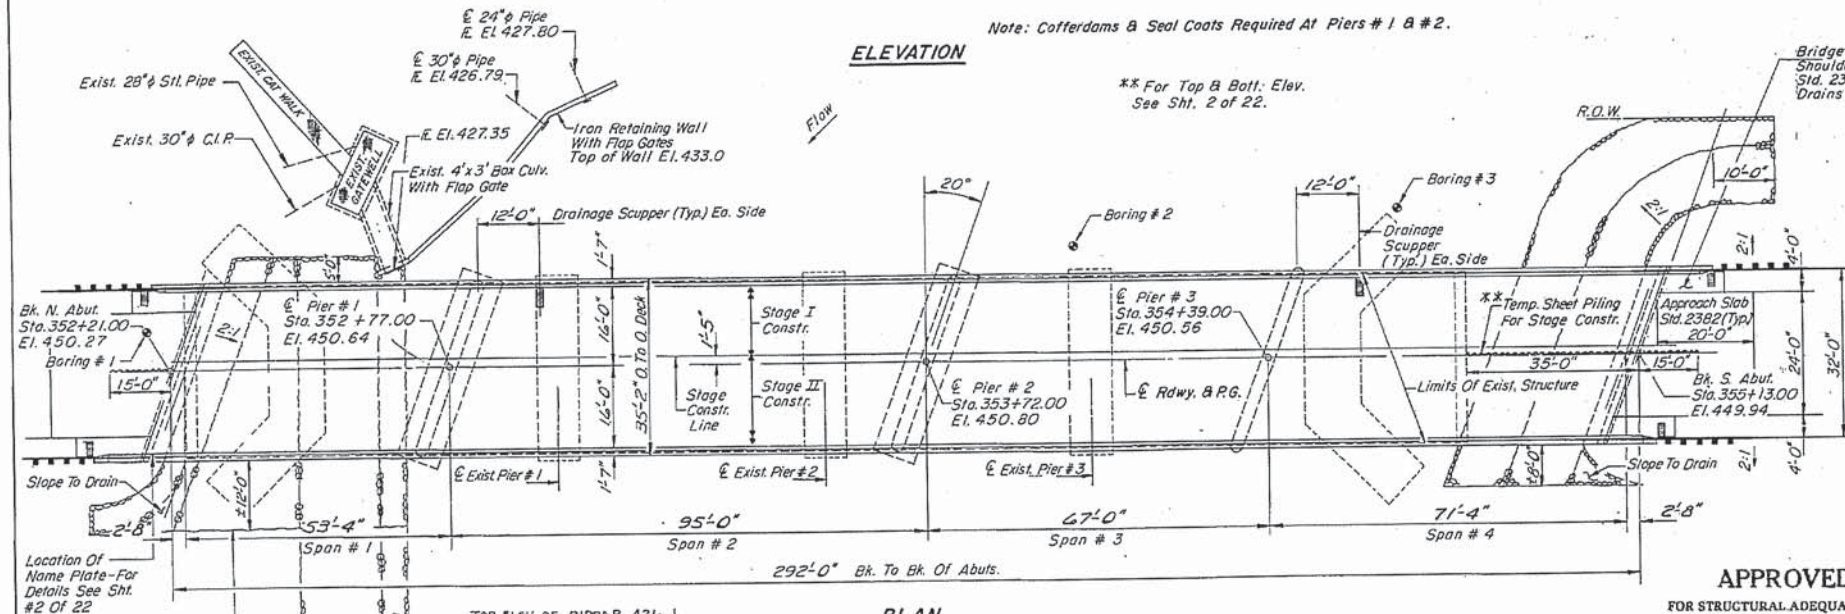 Note: Cofferdams & Seal Coats Required At Piers # 1 & #2.
ELEVATION
** For Top & Bott. Elev.
See Sht. 2 of 22.
℄ 24"φ Pipe
El. 427.80
℄ 30"φ Pipe
El. 426.79
EXIST. CAT WALK
Exist. 28"φ Stl. Pipe
Exist. 30"φ C.I.P.
EXIST. GATEWELL
El. 427.35
Exist. 4'x3' Box Culv.
With Flap Gate
Iron Retaining Wall
With Flap Gates
Top of Wall El. 433.0
Flow
Bridge
Should
Std. 23
Drains
R.O.W.
10'-0"
2:1
20°
12'-0"
Boring #3
Boring #2
12'-0"
Drainage Scupper (Typ.) Ea. Side
Drainage
Scupper
(Typ.) Ea. Side
5'-0"
1'-7"
2:1
4'-0"
Bk. N. Abut.
Sta. 352+21.00
El. 450.27
Boring #1
15'-0"
2:1
℄ Pier # 1
Sta. 352 + 77.00
El. 450.64
16'-0"
16'-0"
35'-2" O. To O. Deck
Stage I
Constr.
1'-5"
Stage II
Constr.
Stage
Constr.
Line
℄ Pier # 2
Sta. 353+72.00
El. 450.80
℄ Pier # 3
Sta. 354+39.00
El. 450.56
℄ Rdwy. & P.G.
** Temp. Sheet Piling
For Stage Constr.
35'-0"
15'-0"
Limits Of Exist. Structure
Approach Slab
Std. 2382 (Typ.)
20'-0"
24'-0"
32'-0"
Bk. S. Abut.
Sta. 355+13.00
El. 449.94
℄ Exist. Pier #1
℄ Exist. Pier #2
℄ Exist. Pier #3
1'-7"
2:1
4'-0"
Slope To Drain
±12'-0"
±8'-0"
Slope To Drain
2'-8"
53'-4"
Span # 1
95'-0"
Span # 2
67'-0"
Span # 3
71'-4"
Span # 4
2'-8"
Location Of
Name Plate-For
Details See Sht.
#2 Of 22
292'-0" Bk. To Bk. Of Abuts.
PLAN
APPROVED
FOR STRUCTURAL ADEQUA